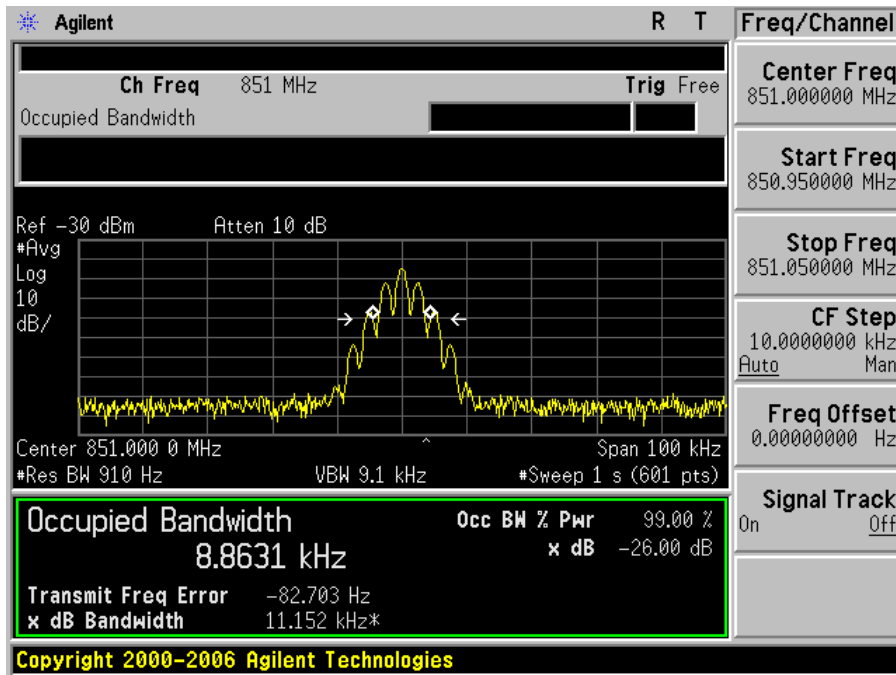 Agilent R T
Ch Freq 851 MHz Trig Free
Occupied Bandwidth
Ref -30 dBm Atten 10 dB
#Avg
Log
10
dB/
Center 851.000 0 MHz Span 100 kHz
#Res BW 910 Hz VBW 9.1 kHz #Sweep 1 s (601 pts)
Occupied Bandwidth
8.8631 kHz
Occ BW % Pwr 99.00 %
x dB -26.00 dB
Transmit Freq Error -82.703 Hz
x dB Bandwidth 11.152 kHz*
Freq/Channel
Center Freq
851.000000 MHz
Start Freq
850.950000 MHz
Stop Freq
851.050000 MHz
CF Step
10.0000000 kHz
Auto Man
Freq Offset
0.00000000 Hz
Signal Track
On Off
Copyright 2000-2006 Agilent Technologies